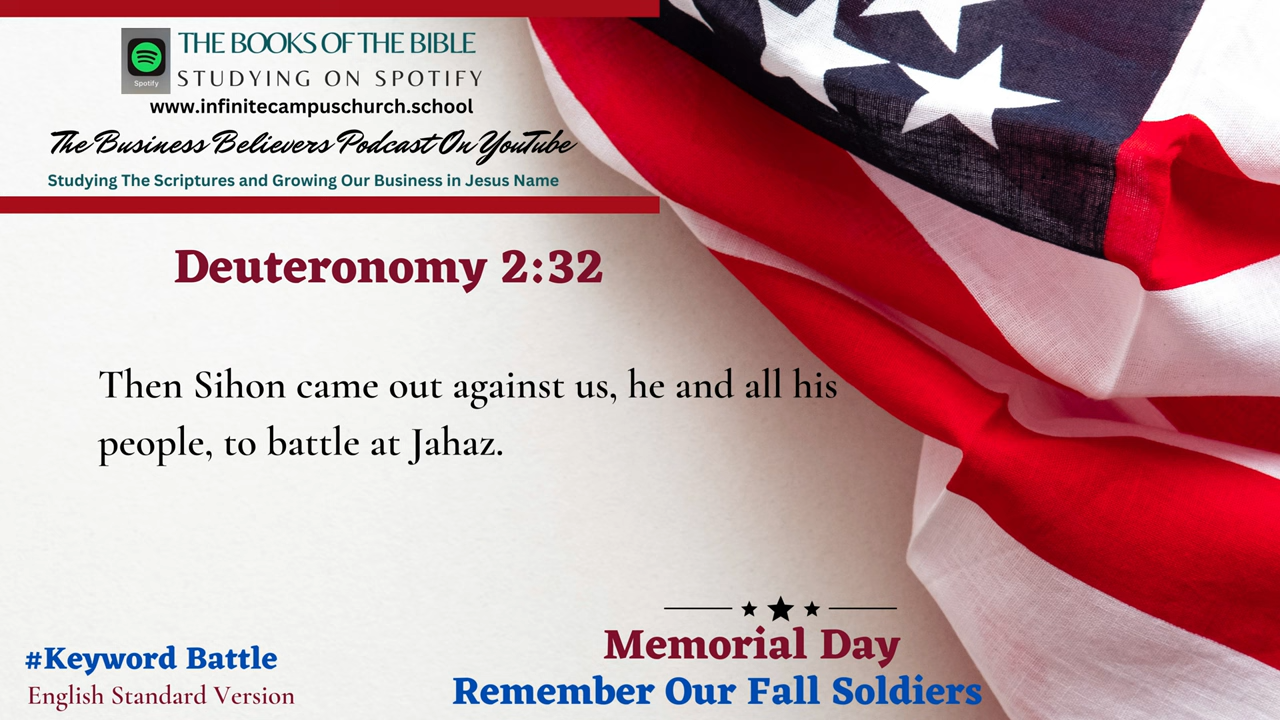 THE BOOKS OF THE BIBLE
Spotify
STUDYING ON SPOTIFY
www.infinitecampuschurch.school
The Business Believers Podcast On YouTube
Studying The Scriptures and Growing Our Business in Jesus Name
Deuteronomy 2:32
Then Sihon came out against us, he and all his
people, to battle at Jahaz.
Memorial Day
Remember Our Fall Soldiers
#Keyword Battle
English Standard Version